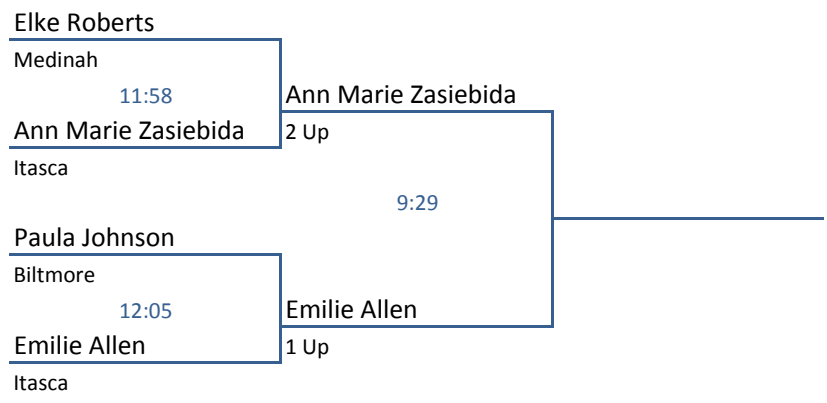 Elke Roberts
Medinah
11:58
Ann Marie Zasiebida
Ann Marie Zasiebida
2 Up
Itasca
9:29
Paula Johnson
Biltmore
12:05
Emilie Allen
Emilie Allen
1 Up
Itasca